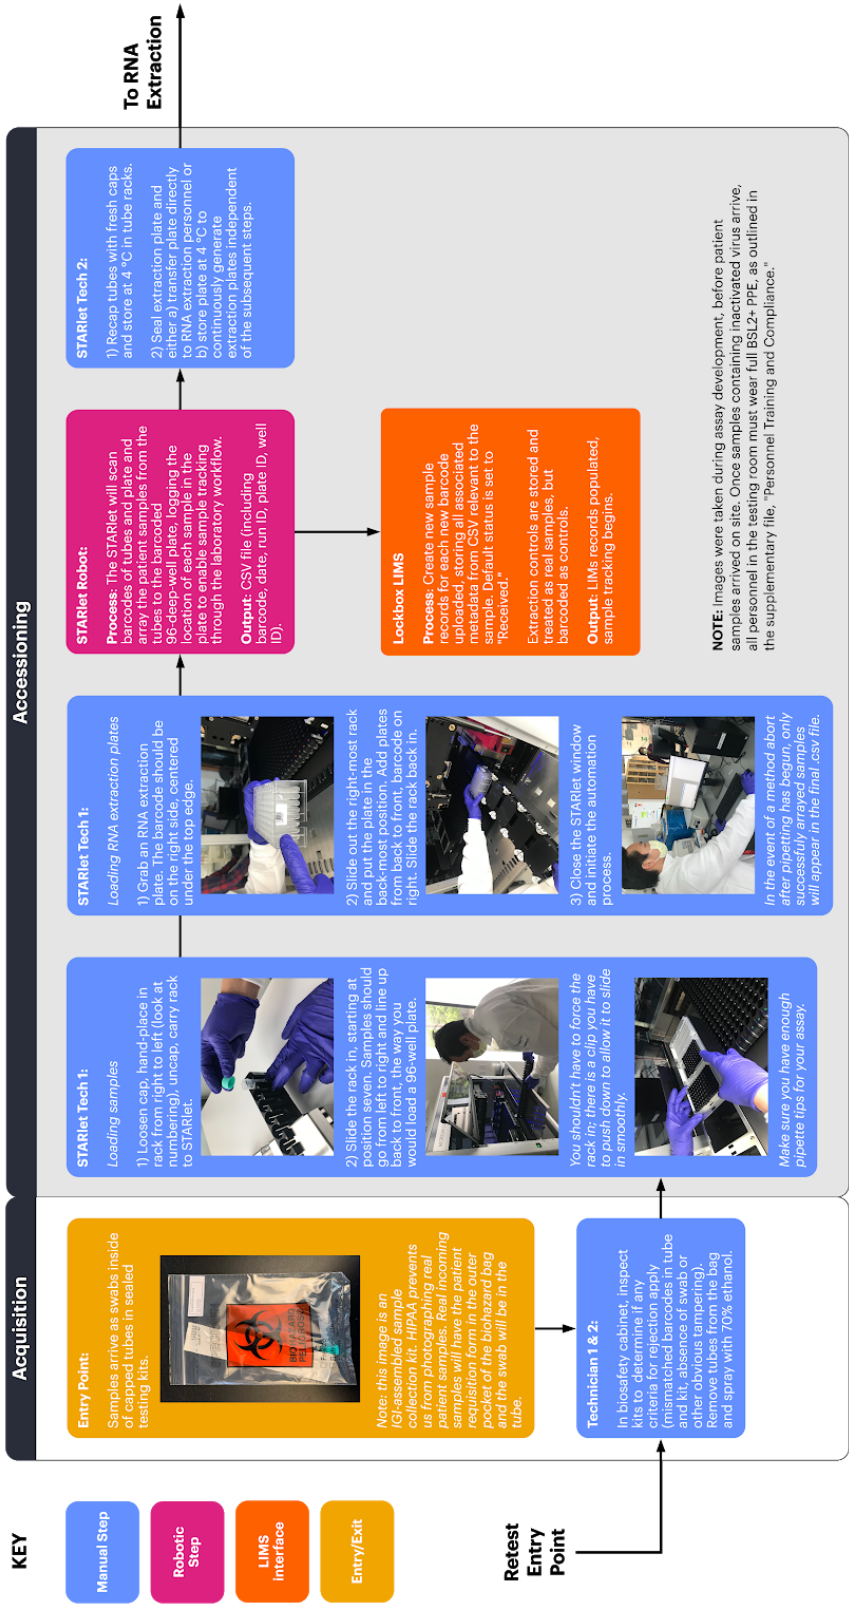 KEY
Manual Step
Robotic
Step
LIMS
interface
Entry/Exit
Retest
Entry
Point
Acquisition
Entry Point:
Samples arrive as swabs inside
of capped tubes in sealed
testing kits.
BIOHAZARD
Note: this image is an
IGI-assembled sample
collection kit. HIPAA prevents
us from photographing real
patient samples. Real incoming
samples will have the patient
requisition form in the outer
pocket of the biohazard bag
and the swab will be in the
tube.
Technician 1 & 2:
In biosafety cabinet, inspect
kits to determine if any
criteria for rejection apply
(mismatched barcodes in tube
and kit, absence of swab or
other obvious tampering).
Remove tubes from the bag
and spray with 70% ethanol.
Accessioning
STARlet Tech 1:
Loading samples
1) Loosen cap, hand-place in
rack from right to left (look at
numbering), uncap, carry rack
to STARlet.
2) Slide the rack in, starting at
position seven. Samples should
go from left to right and line up
back to front, the way you
would load a 96-well plate.
You shouldn't have to force the
rack in; there is a clip you have
to push down to allow it to slide
in smoothly.
Make sure you have enough
pipette tips for your assay.
STARlet Tech 1:
Loading RNA extraction plates
1) Grab an RNA extraction
plate. The barcode should be
on the right side, centered
under the top edge.
2) Slide out the right-most rack
and put the plate in the
back-most position. Add plates
from back to front, barcode on
right. Slide the rack back in.
3) Close the STARlet window
and initiate the automation
process.
In the event of a method abort
after pipetting has begun, only
successfuly arrayed samples
will appear in the final .csv file.
STARlet Robot:
Process: The STARlet will scan
barcodes of tubes and plate and
array the patient samples from the
tubes to the barcoded
96-deep-well plate, logging the
location of each sample in the
plate to enable sample tracking
through the laboratory workflow.
Output: CSV file (including
barcode, date, run ID, plate ID, well
ID).
Lockbox LIMS
Process: Create new sample
records for each new barcode
uploaded, storing all associated
metadata from CSV relevant to the
sample. Default status is set to
"Received."
Extraction controls are stored and
treated as real samples, but
barcoded as controls.
Output: LIMs records populated,
sample tracking begins.
STARlet Tech 2:
1) Recap tubes with fresh caps
and store at 4 °C in tube racks.
2) Seal extraction plate and
either a) transfer plate directly
to RNA extraction personnel or
b) store plate at 4 °C to
continuously generate
extraction plates independent
of the subsequent steps.
NOTE: Images were taken during assay development, before patient
samples arrived on site. Once samples containing inactivated virus arrive,
all personnel in the testing room must wear full BSL2+ PPE, as outlined in
the supplementary file, "Personnel Training and Compliance."
To RNA
Extraction